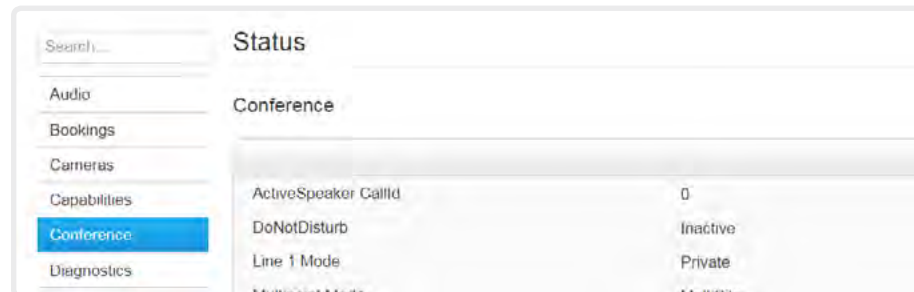 Search...
Status
Audio
Bookings
Cameras
Capabilities
Conference
Diagnostics
Conference
ActiveSpeaker CallId 0
DoNotDisturb Inactive
Line 1 Mode Private